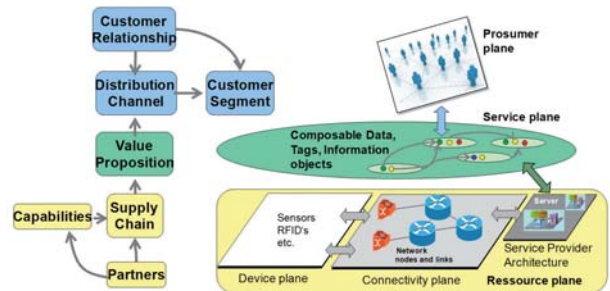 Customer
Relationship
Distribution
Channel
Customer
Segment
Value
Proposition
Capabilities
Supply
Chain
Partners
Prosumer
plane
Service plane
Composable Data,
Tags, Information
objects
Sensors
RFID's
etc.
Network
nodes and links
Server
Service Provider
Architecture
Device plane
Connectivity plane
Ressource plane